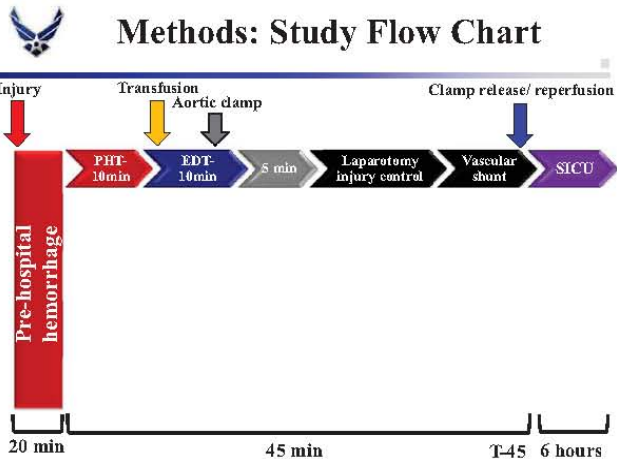 Methods: Study Flow Chart
Injury
Transfusion
Aortic clamp
Clamp release/ reperfusion
PHT-
10min
EDT-
10min
5 min
Laparotomy
injury control
Vascular
shunt
SICU
Pre-hospital
hemorrhage
20 min
45 min
T-45
6 hours